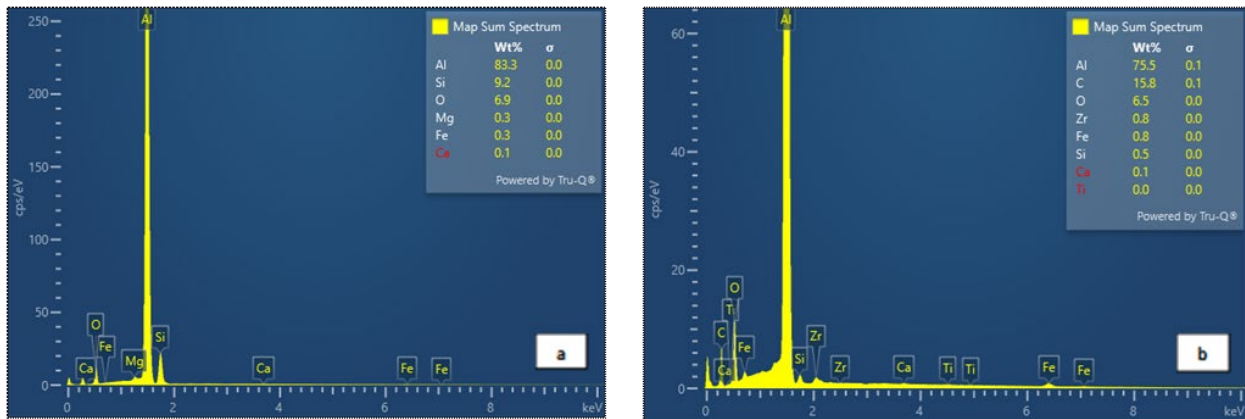 250
200
150
100
50
0
cps/eV
Al
O
Fe
Ca
Mg
Si
Ca
Fe
Fe
0 2 4 6 8 keV
Map Sum Spectrum
Wt% σ
Al 83.3 0.0
Si 9.2 0.0
O 6.9 0.0
Mg 0.3 0.0
Fe 0.3 0.0
Ca 0.1 0.0
Powered by Tru-Q®
a
60
40
20
0
cps/eV
Al
O
T
C
Fe
Ca
Si
Zr
Zr
Ca
Ti
Ti
Fe
Fe
0 2 4 6 8 keV
Map Sum Spectrum
Wt% σ
Al 75.5 0.1
C 15.8 0.1
O 6.5 0.0
Zr 0.8 0.0
Fe 0.8 0.0
Si 0.5 0.0
Ca 0.1 0.0
Ti 0.0 0.0
Powered by Tru-Q®
b